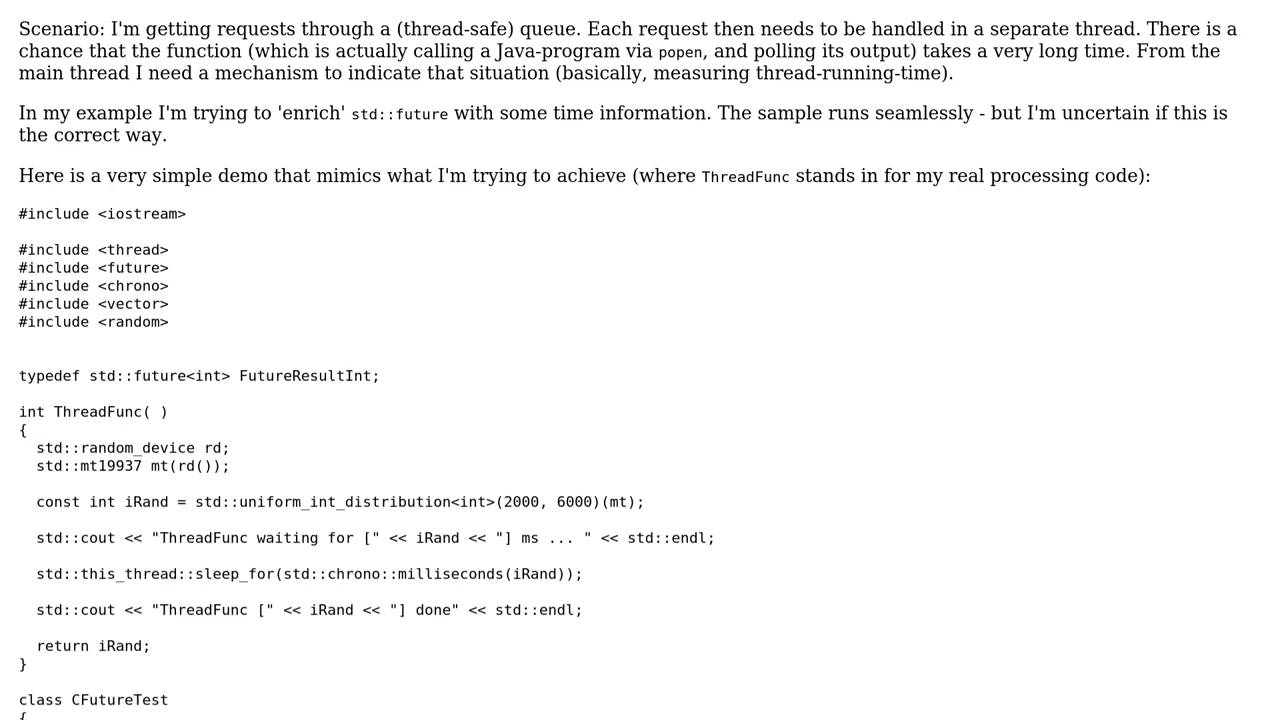 Scenario: I'm getting requests through a (thread-safe) queue. Each request then needs to be handled in a separate thread. There is a
chance that the function (which is actually calling a Java-program via popen, and polling its output) takes a very long time. From the
main thread I need a mechanism to indicate that situation (basically, measuring thread-running-time).
In my example I'm trying to 'enrich' std::future with some time information. The sample runs seamlessly - but I'm uncertain if this is
the correct way.
Here is a very simple demo that mimics what I'm trying to achieve (where ThreadFunc stands in for my real processing code):
#include <iostream>
#include <thread>
#include <future>
#include <chrono>
#include <vector>
#include <random>
typedef std::future<int> FutureResultInt;
int ThreadFunc( )
{
  std::random_device rd;
  std::mt19937 mt(rd());
  const int iRand = std::uniform_int_distribution<int>(2000, 6000)(mt);
  std::cout << "ThreadFunc waiting for [" << iRand << "] ms ... " << std::endl;
  std::this_thread::sleep_for(std::chrono::milliseconds(iRand));
  std::cout << "ThreadFunc [" << iRand << "] done" << std::endl;
  return iRand;
}
class CFutureTest
{